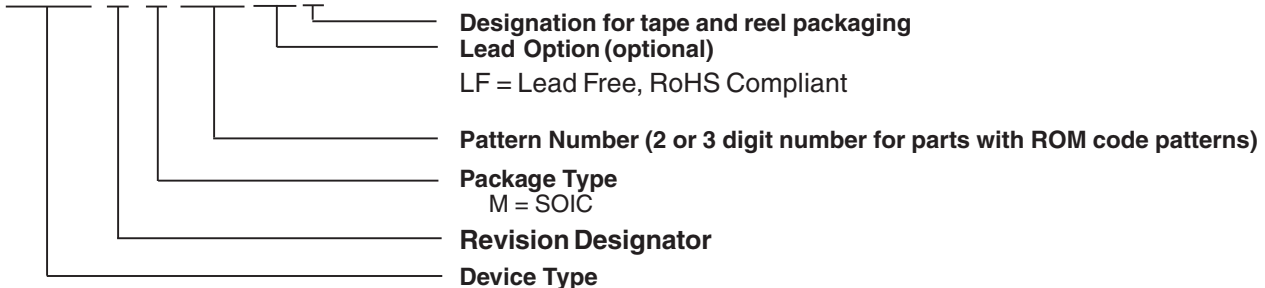 Designation for tape and reel packaging
Lead Option (optional)
LF = Lead Free, RoHS Compliant
Pattern Number (2 or 3 digit number for parts with ROM code patterns)
Package Type
M = SOIC
Revision Designator
Device Type